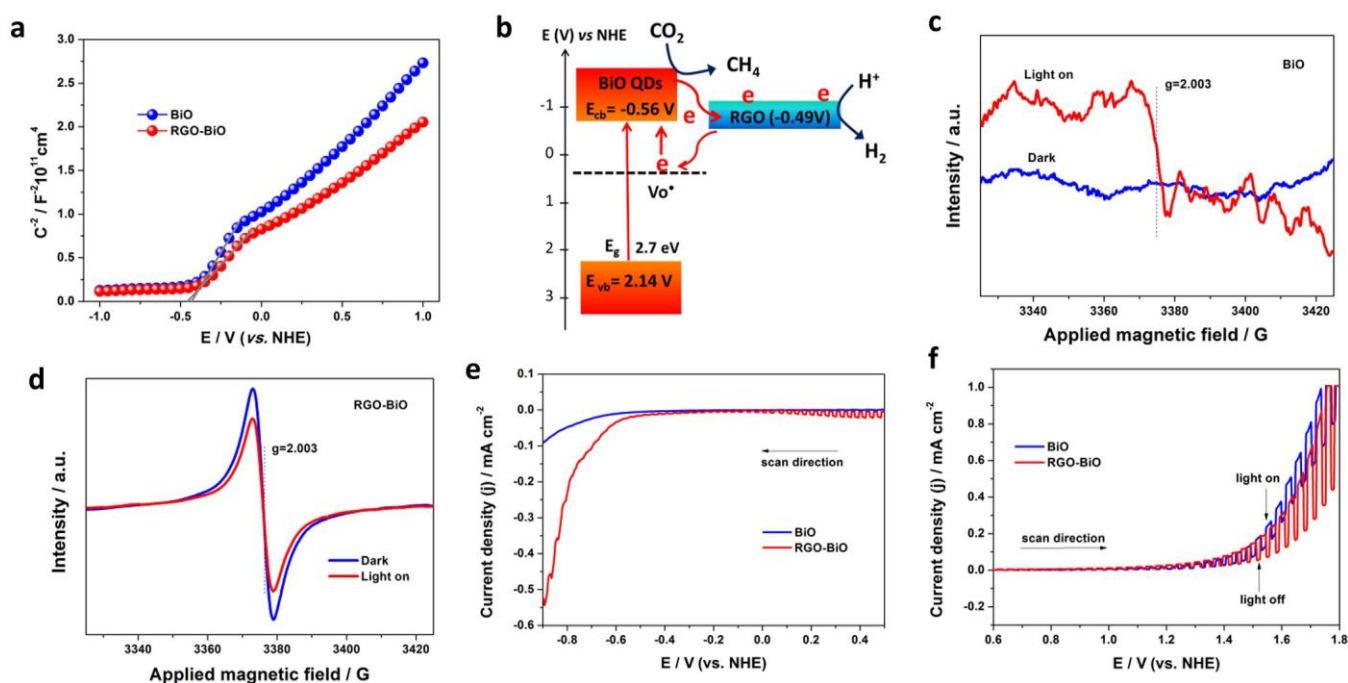 a
3.0
2.5
2.0
1.5
1.0
0.5
0.0
C⁻² / F⁻²10¹¹cm⁴
BiO
RGO-BiO
-1.0 -0.5 0.0 0.5 1.0
E / V (vs. NHE)
b
E (V) vs NHE
CO₂
CH₄
H⁺
H₂
BiO QDs
E cb= -0.56 V
e
e
e
RGO (-0.49V)
e
Vo•
-1
0
1
2
3
E g 2.7 eV
E vb= 2.14 V
c
BiO
Light on
g=2.003
Dark
Intensity / a.u.
3340 3360 3380 3400 3420
Applied magnetic field / G
d
RGO-BiO
g=2.003
Dark
Light on
Intensity / a.u.
3340 3360 3380 3400 3420
Applied magnetic field / G
e
0.0
-0.1
-0.2
-0.3
-0.4
-0.5
-0.6
Current density (j) / mA cm⁻²
scan direction
BiO
RGO-BiO
-0.8 -0.6 -0.4 -0.2 0.0 0.2 0.4
E / V (vs. NHE)
f
1.0
0.8
0.6
0.4
0.2
0.0
-0.2
Current density (j) / mA cm⁻²
BiO
RGO-BiO
light on
scan direction
light off
0.6 0.8 1.0 1.2 1.4 1.6 1.8
E / V (vs. NHE)